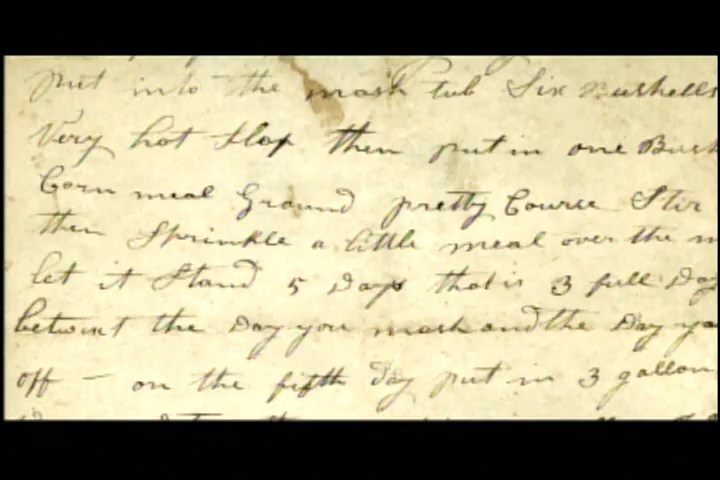 put into the mash tub Six Bushells
Very hot slop then put in one Bush
Corn meal Ground pretty Course Stir
then Sprinkle a little meal over the m
let it Stand 5 Days that is 3 full Day
betwixt the Day you mash and the Day yo
off — on the fifth Day put in 3 gallon